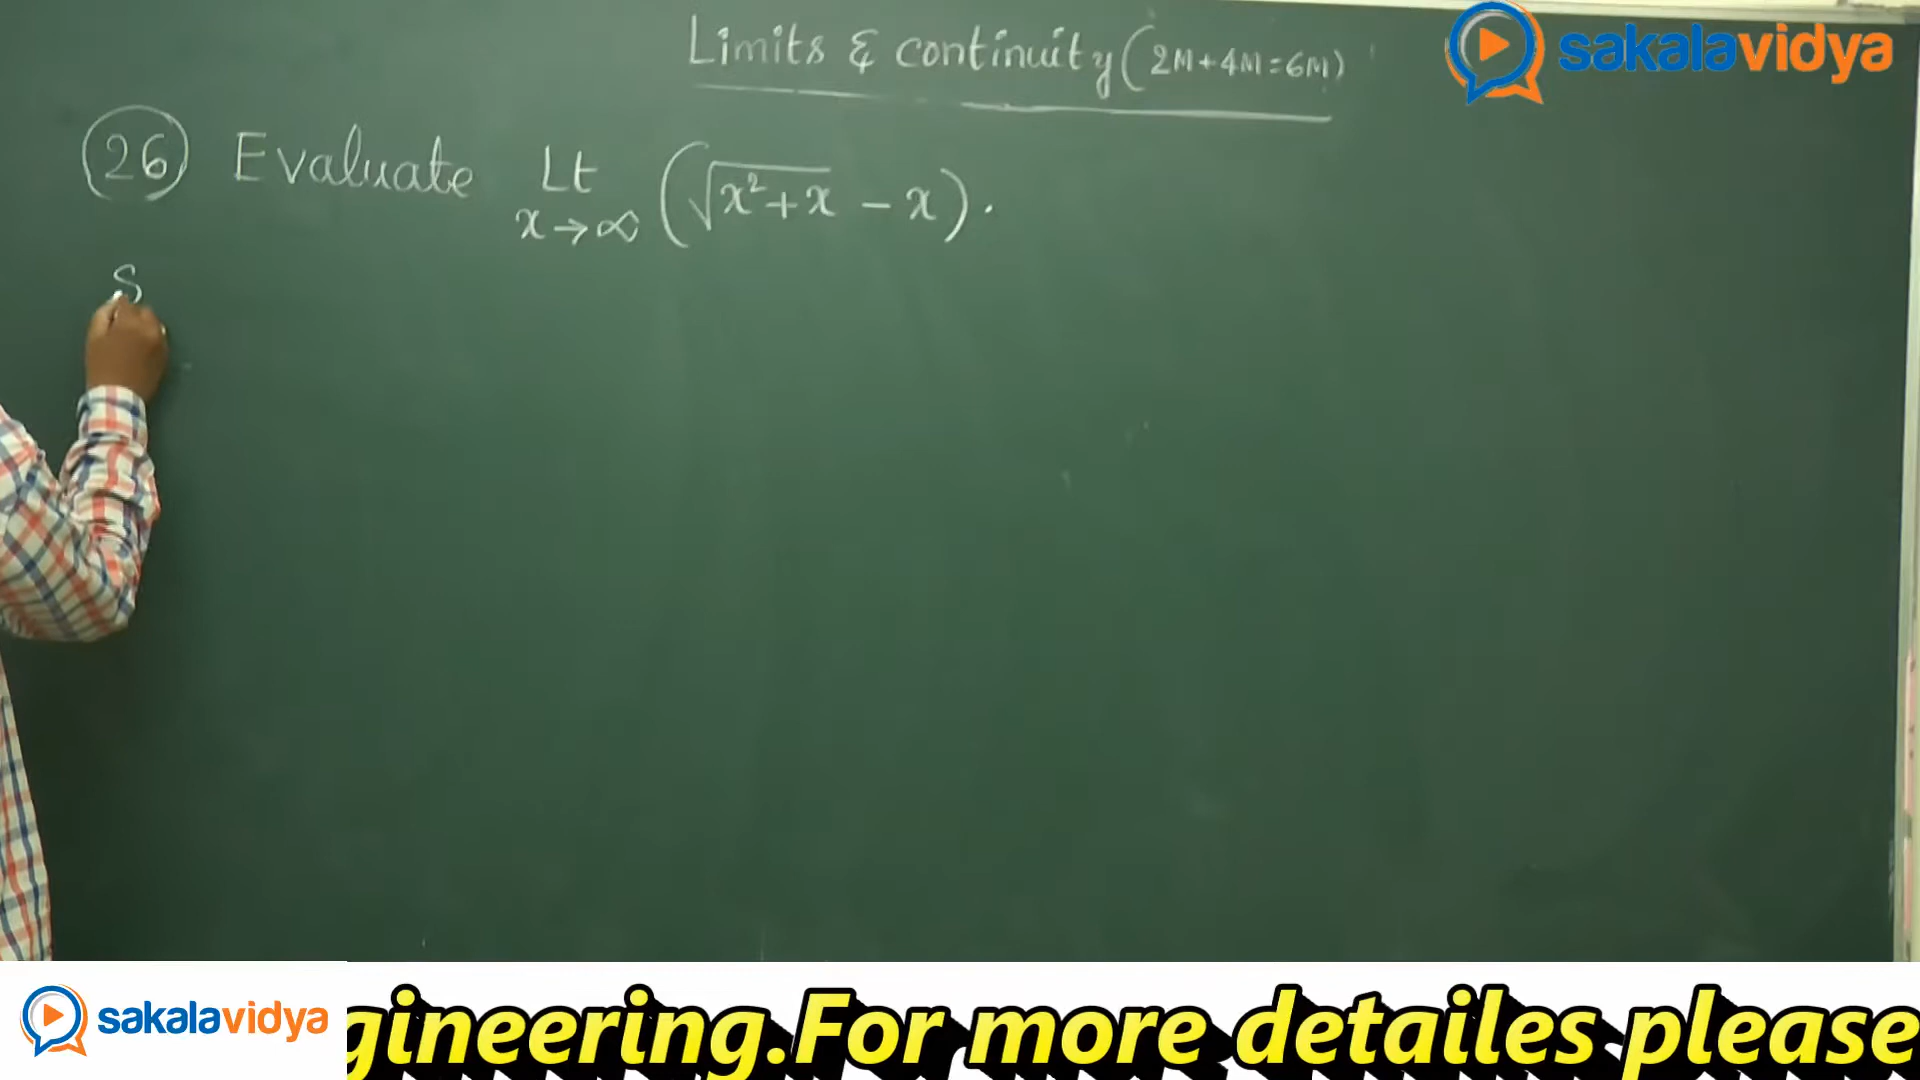 Limits & continuity (2M+4M=6M)
sakalavidya
26 Evaluate Lt x→∞ (√x²+x - x).
S
sakalavidya
gineering.For more detailes please